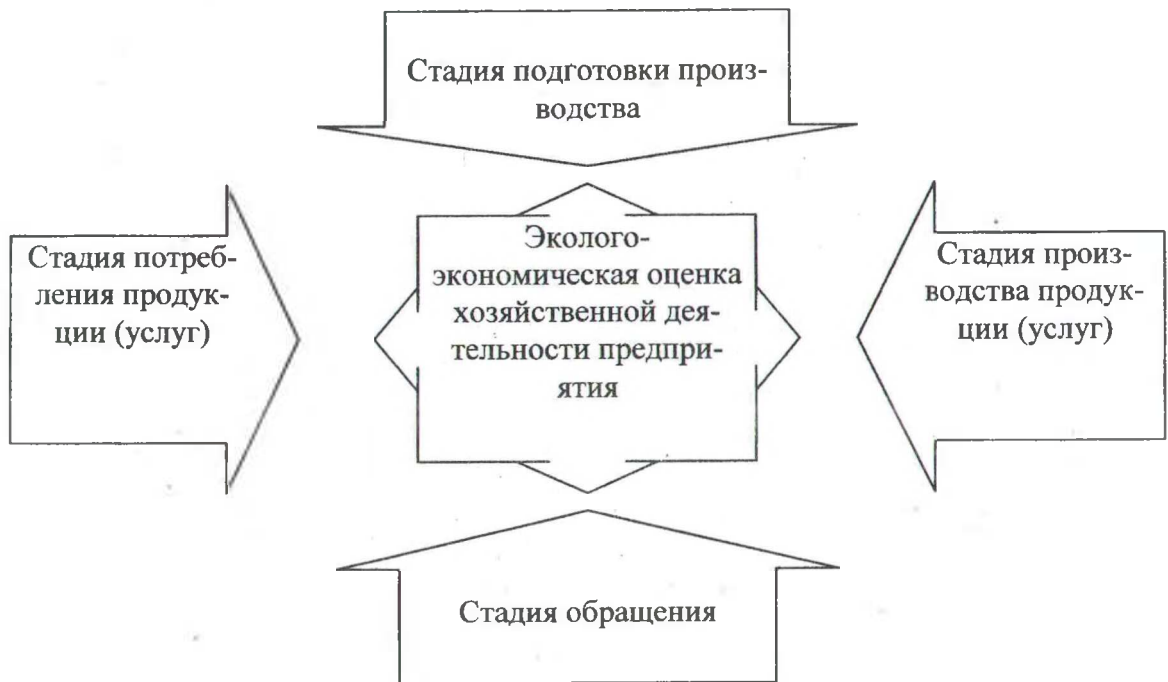 Стадия подготовки произ-
водства
Стадия потреб-
ления продук-
ции (услуг)
Эколого-
экономическая оценка
хозяйственной дея-
тельности предпри-
ятия
Стадия произ-
водства продук-
ции (услуг)
Стадия обращения